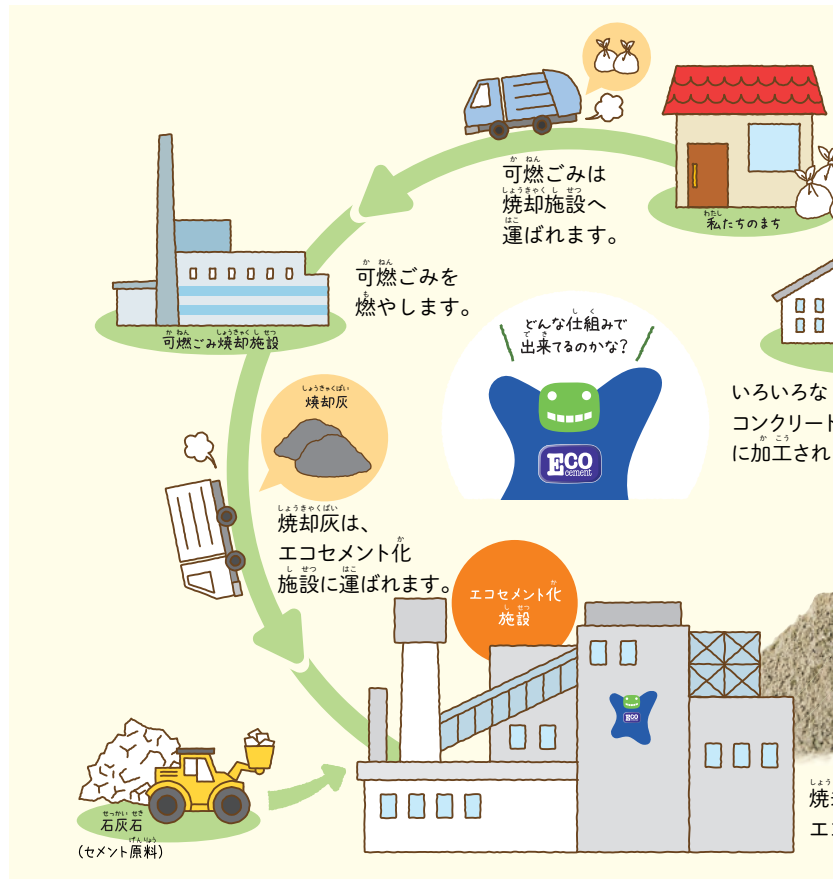 可燃ごみは
焼却施設へ
運ばれます。
私たちのまち
可燃ごみを
燃やします。
可燃ごみ焼却施設
どんな仕組みで
出来てるのかな?
ECO
cement
いろいろな
コンクリート
に加工され
焼却灰
焼却灰は、
エコセメント化
施設に運ばれます。
エコセメント化
施設
ECO
石灰石
(セメント原料)
焼
エコ